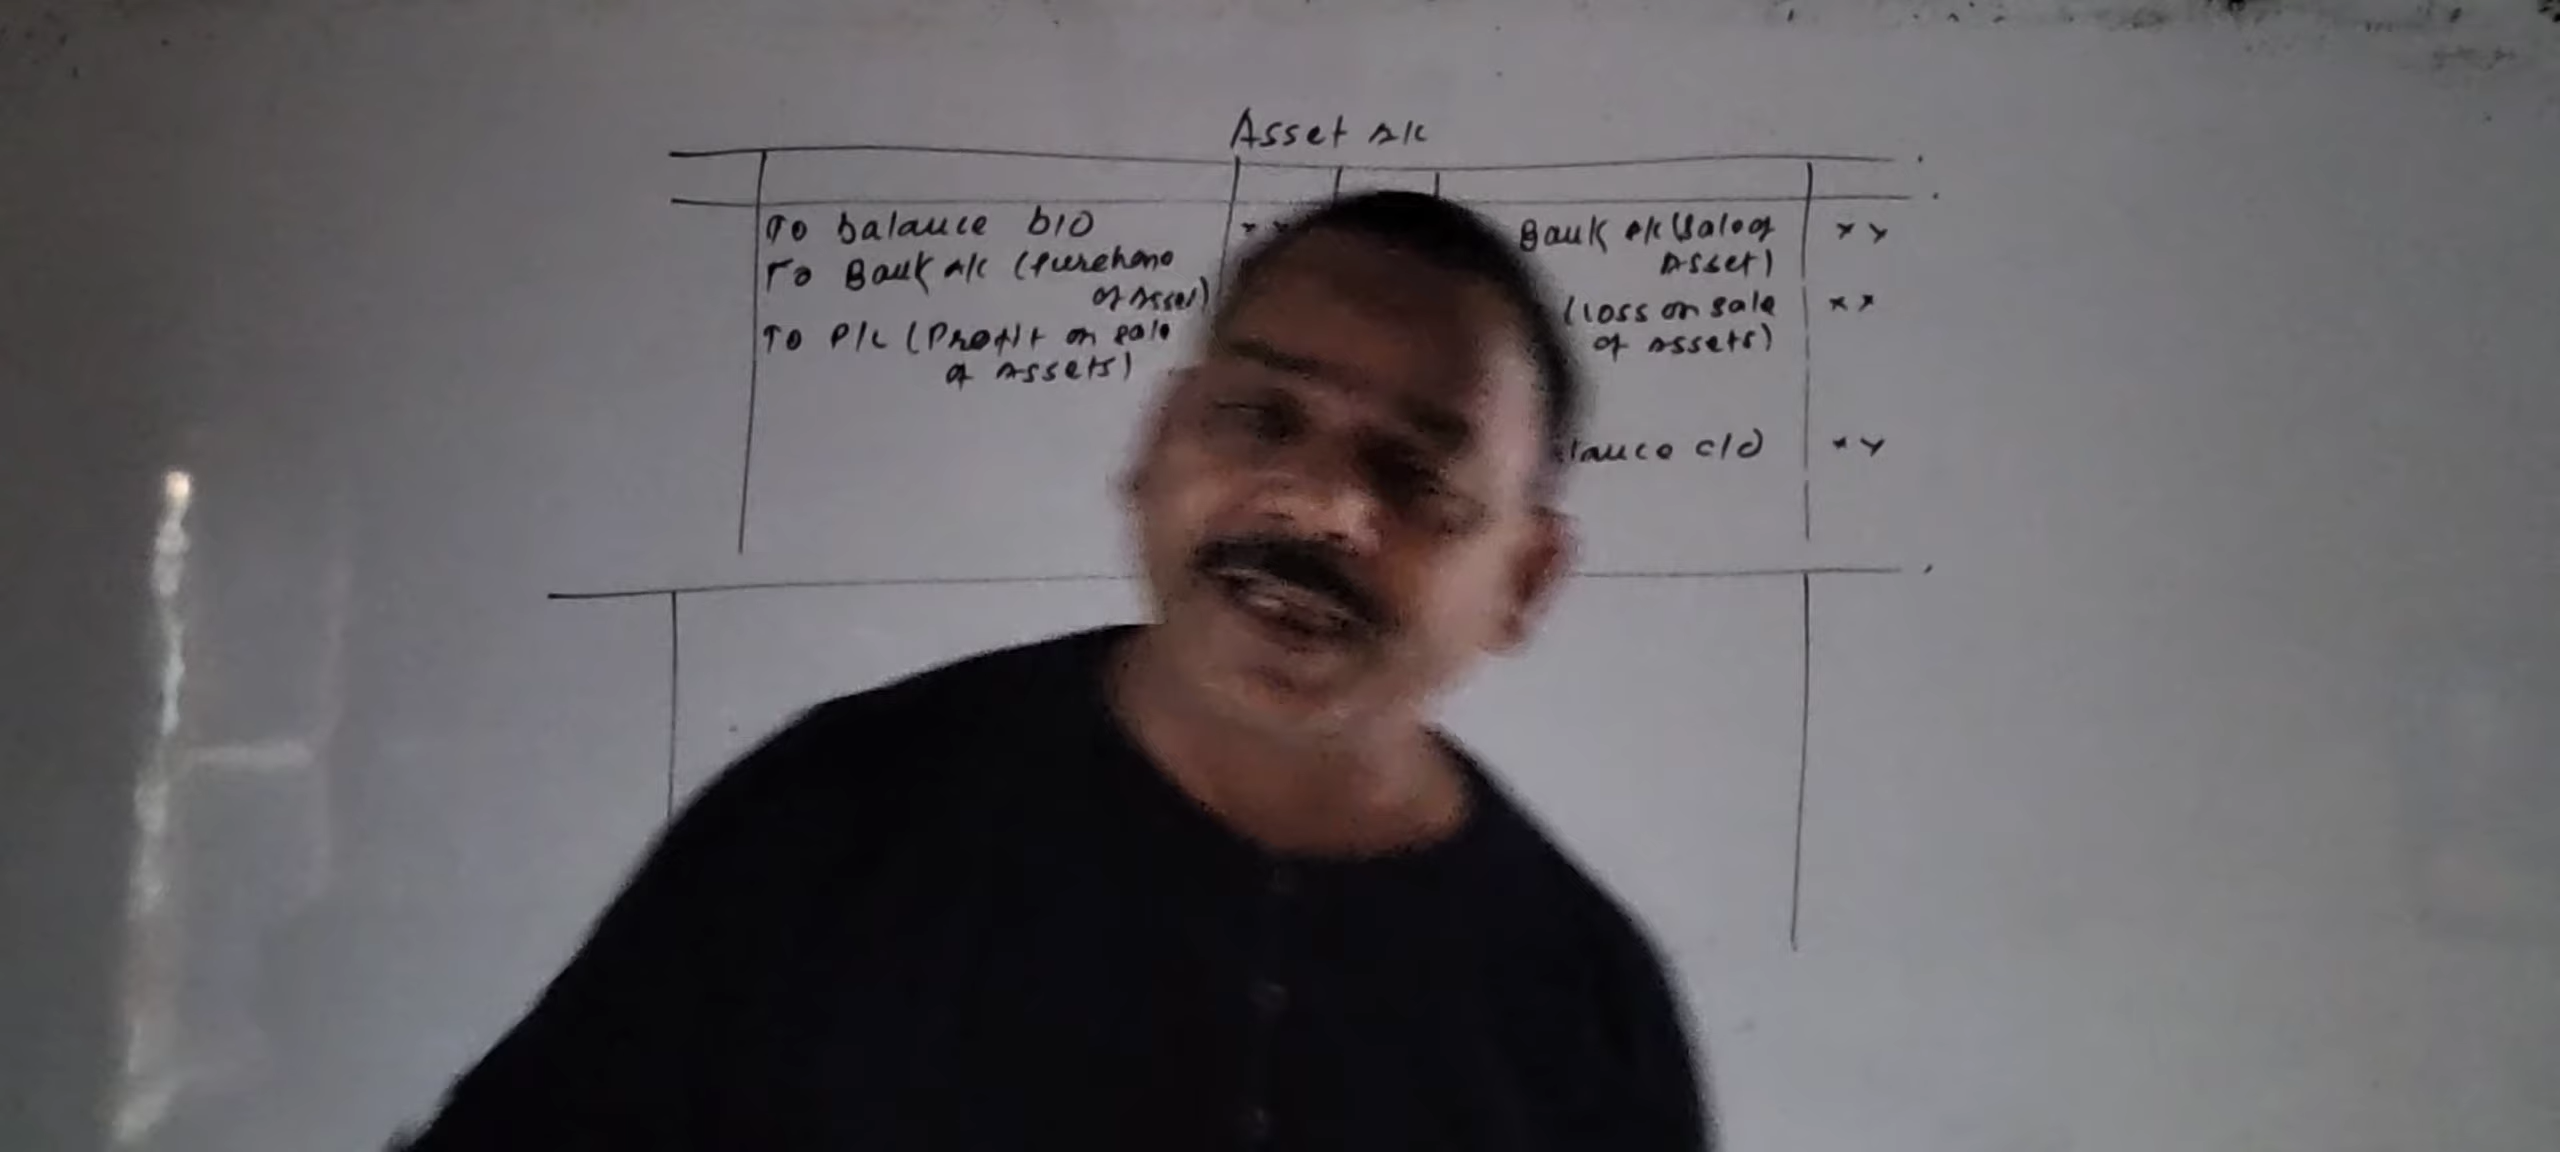 Asset A/c
To balance b/d
To Bank A/c (Purchase
of Asset)
To P/L (Profit on sale
of Assets)
x x
Bank A/c (Sale of
Asset)
(Loss on sale
of Assets)
lance c/d
x x
x x
x x